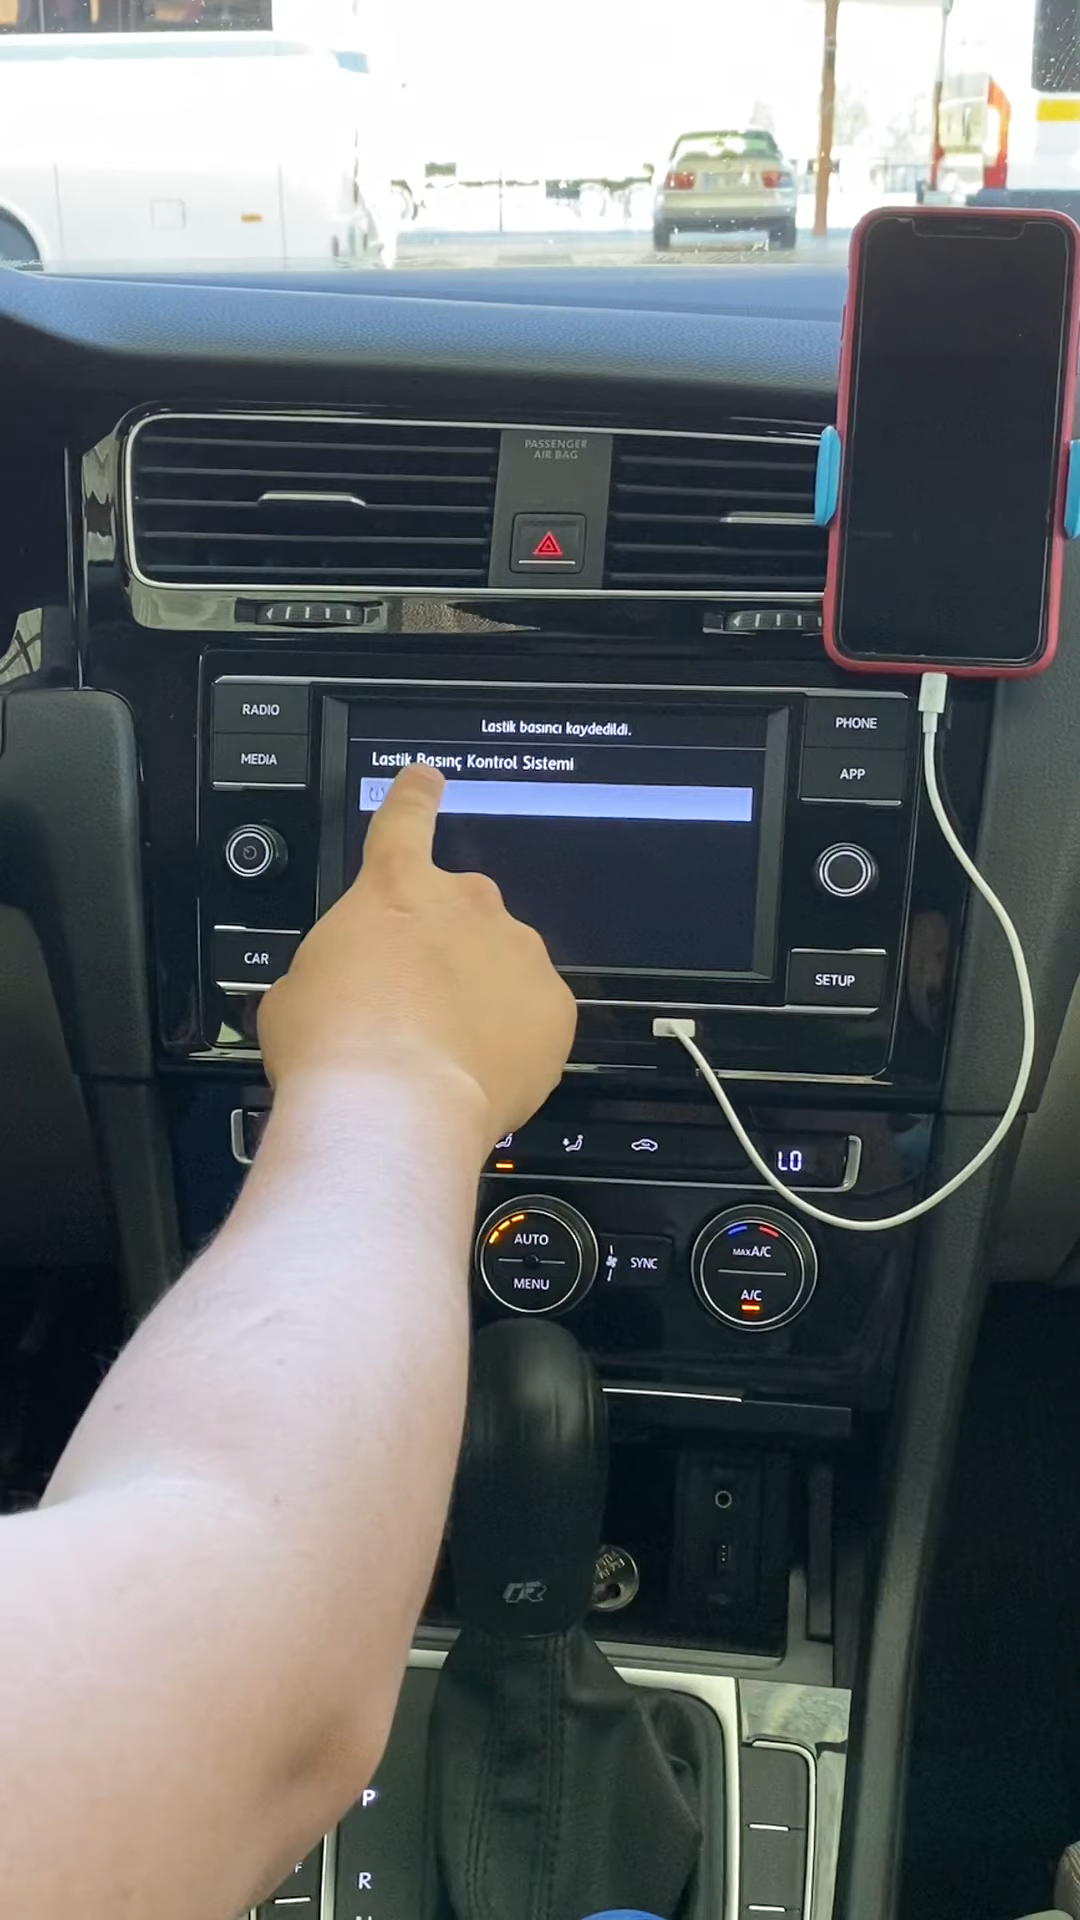 PASSENGER
AIR BAG
RADIO
MEDIA
CAR
Lastik basıncı kaydedildi.
Lastik Basınç Kontrol Sistemi
PHONE
APP
SETUP
LO
AUTO
MENU
SYNC
MAX A/C
A/C
P
R